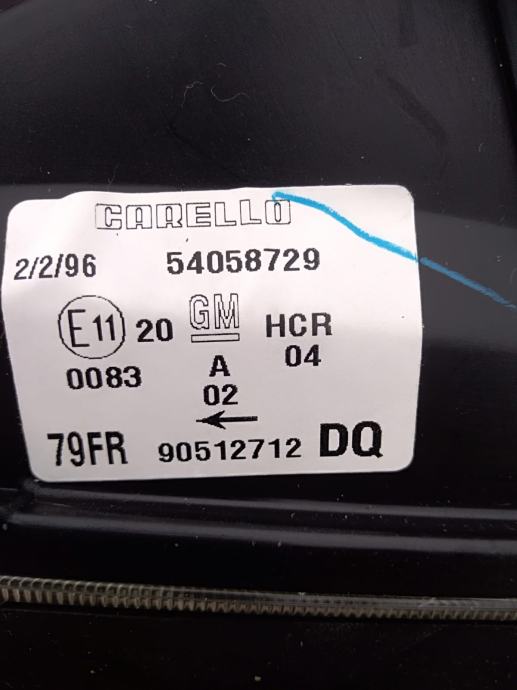 CARELLO
2/2/96 54058729
E11 20 GM HCR
0083 A 04
02
←
79FR 90512712 DQ